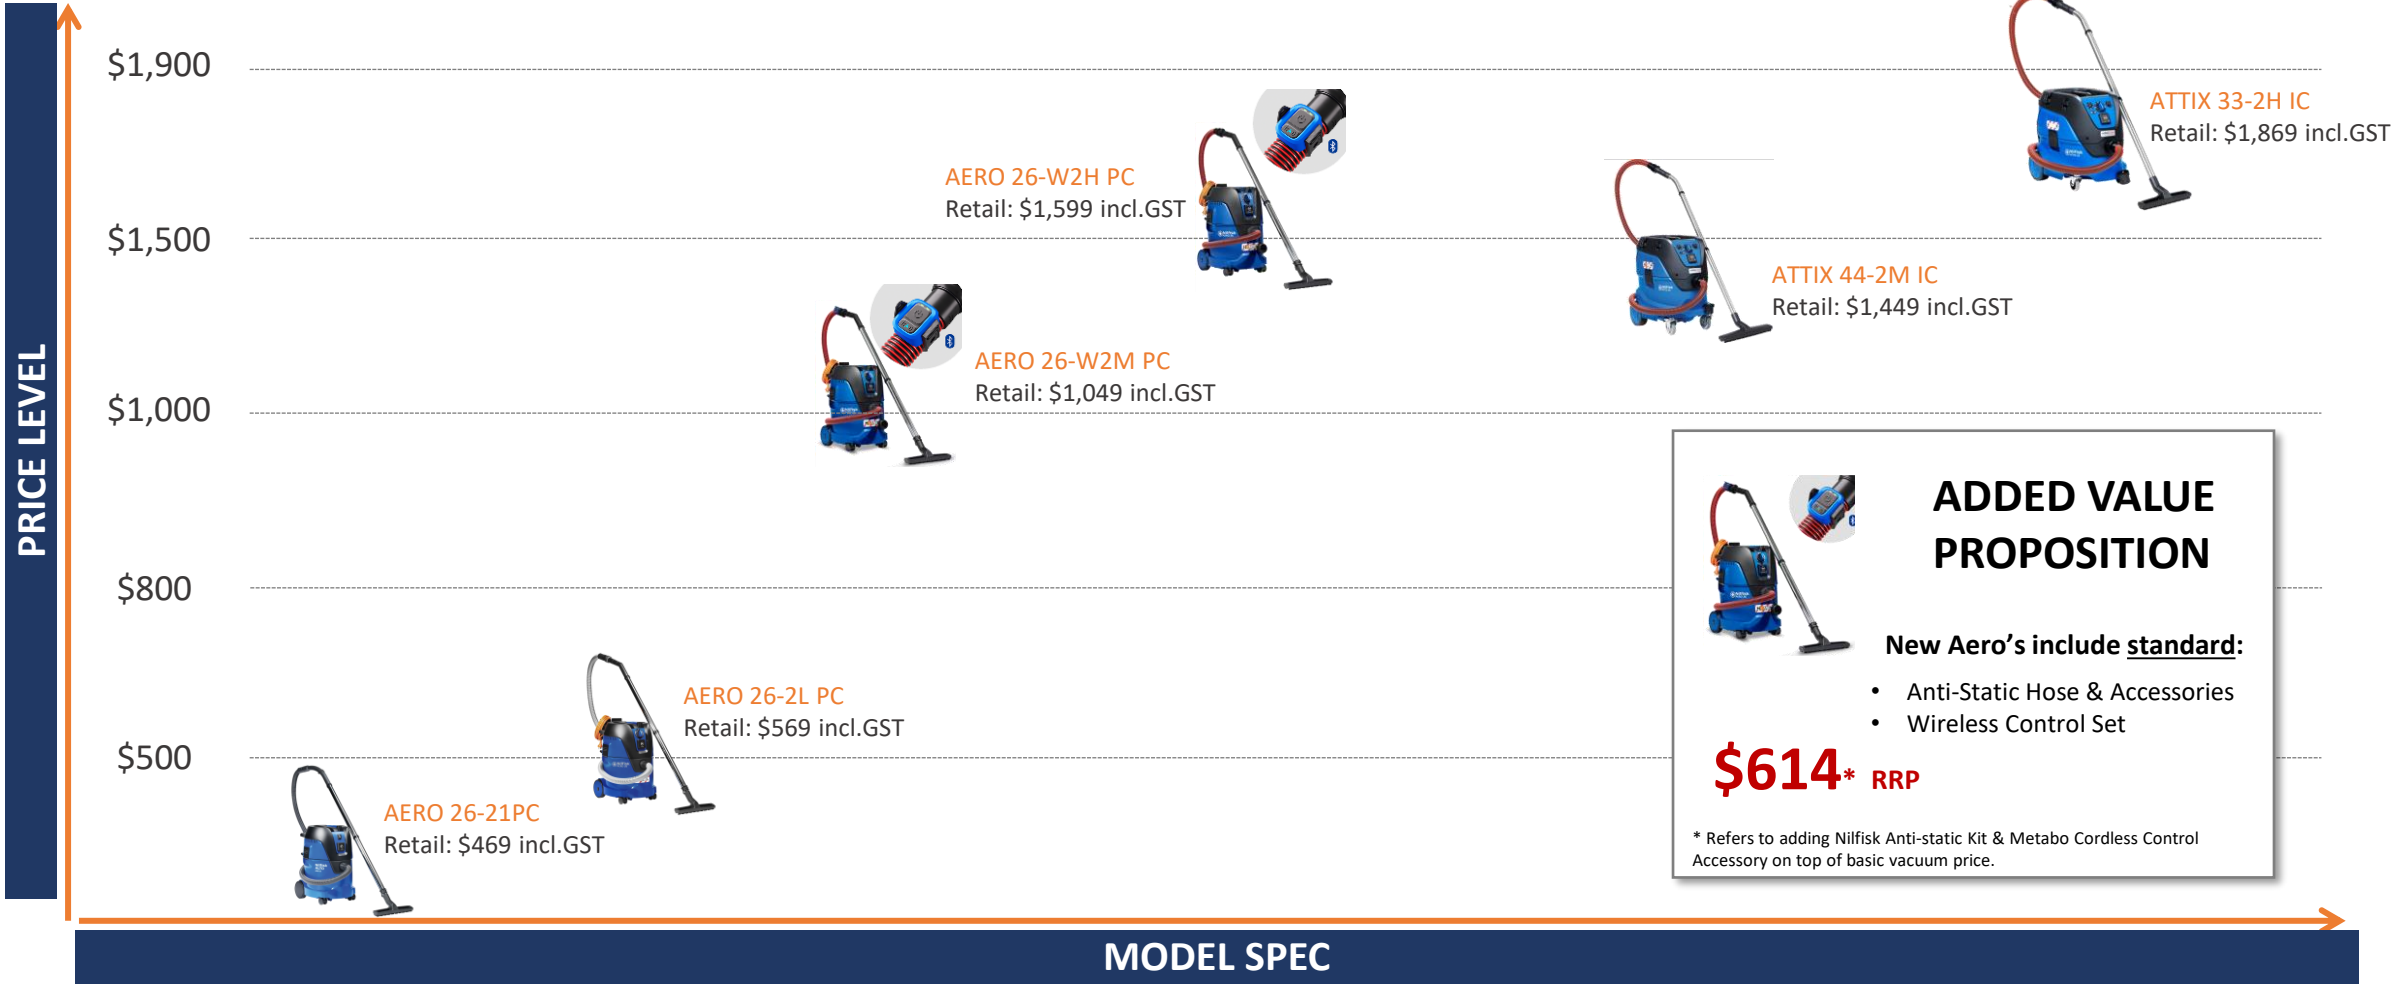 PRICE LEVEL
$1,900
$1,500
$1,000
$800
$500
ATTIX 33-2H IC
Retail: $1,869 incl.GST
AERO 26-W2H PC
Retail: $1,599 incl.GST
ATTIX 44-2M IC
Retail: $1,449 incl.GST
AERO 26-W2M PC
Retail: $1,049 incl.GST
AERO 26-2L PC
Retail: $569 incl.GST
AERO 26-21PC
Retail: $469 incl.GST
ADDED VALUE
PROPOSITION
New Aero’s include standard:
• Anti-Static Hose & Accessories
• Wireless Control Set
$614* RRP
* Refers to adding Nilfisk Anti-static Kit & Metabo Cordless Control
Accessory on top of basic vacuum price.
MODEL SPEC